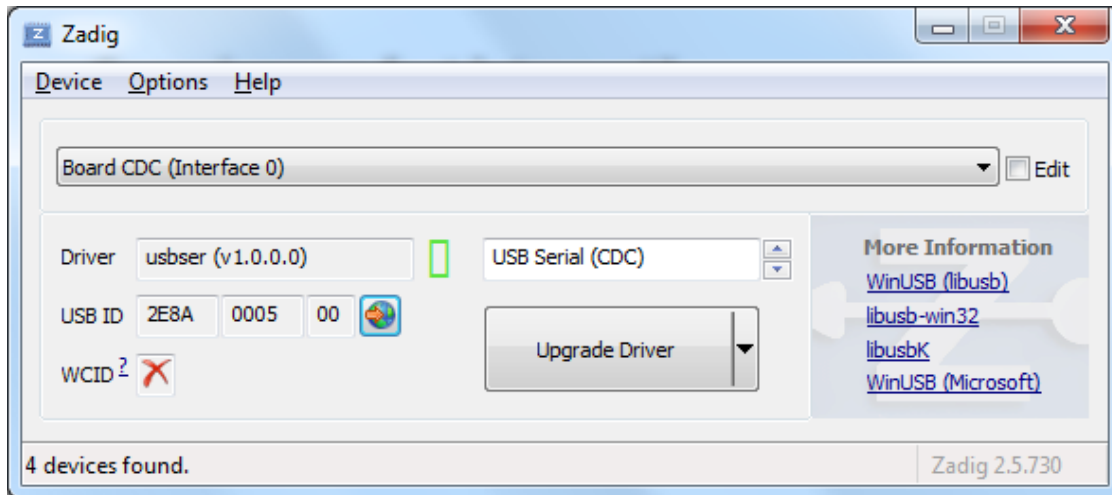 Zadig
Device Options Help
Board CDC (Interface 0) Edit
Driver usbser (v1.0.0.0) USB Serial (CDC)
USB ID 2E8A 0005 00
WCID ?
Upgrade Driver
More Information
WinUSB (libusb)
libusb-win32
libusbK
WinUSB (Microsoft)
4 devices found. Zadig 2.5.730